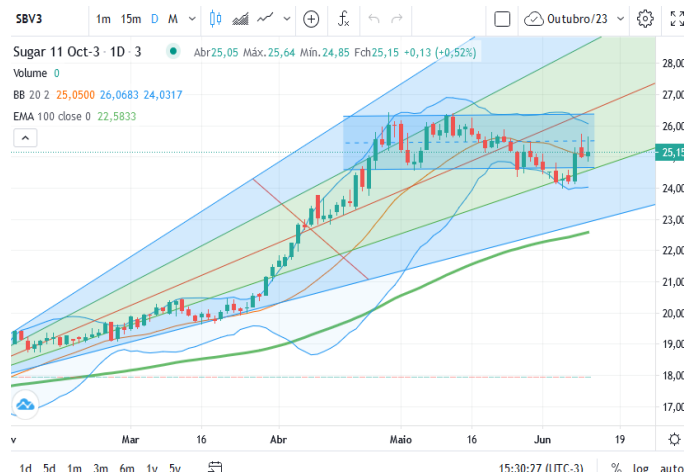 SBV3 1m 15m D M Outubro/23
Sugar 11 Oct-3 · 1D · 3 Abr25,05 Máx.25,64 Mín.24,85 Fch25,15 +0,13 (+0,52%)
Volume 0
BB 20 2 25,0500 26,0683 24,0317
EMA 100 close 0 22,5833
28,00
27,00
26,00
25,15
24,00
23,00
22,00
21,00
20,00
19,00
18,00
17,00
Mar 16 Abr Maio 16 Jun 19
1d 5d 1m 3m 6m 1y 5y 15:30:27 (UTC-3) % log auto